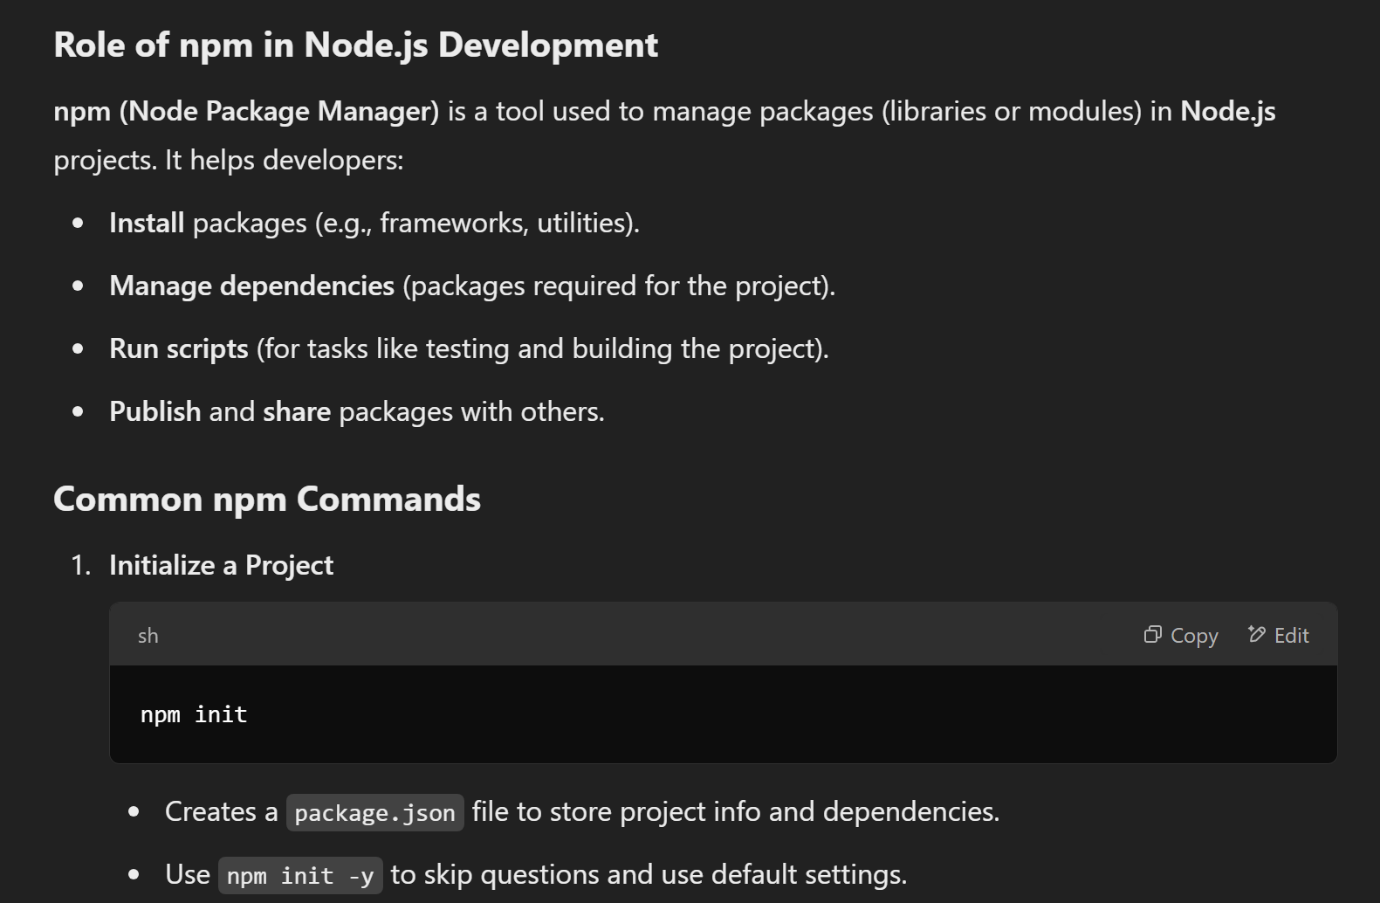 Role of npm in Node.js Development
npm (Node Package Manager) is a tool used to manage packages (libraries or modules) in Node.js
projects. It helps developers:
• Install packages (e.g., frameworks, utilities).
• Manage dependencies (packages required for the project).
• Run scripts (for tasks like testing and building the project).
• Publish and share packages with others.
Common npm Commands
1. Initialize a Project
sh Copy Edit
npm init
• Creates a package.json file to store project info and dependencies.
• Use npm init -y to skip questions and use default settings.